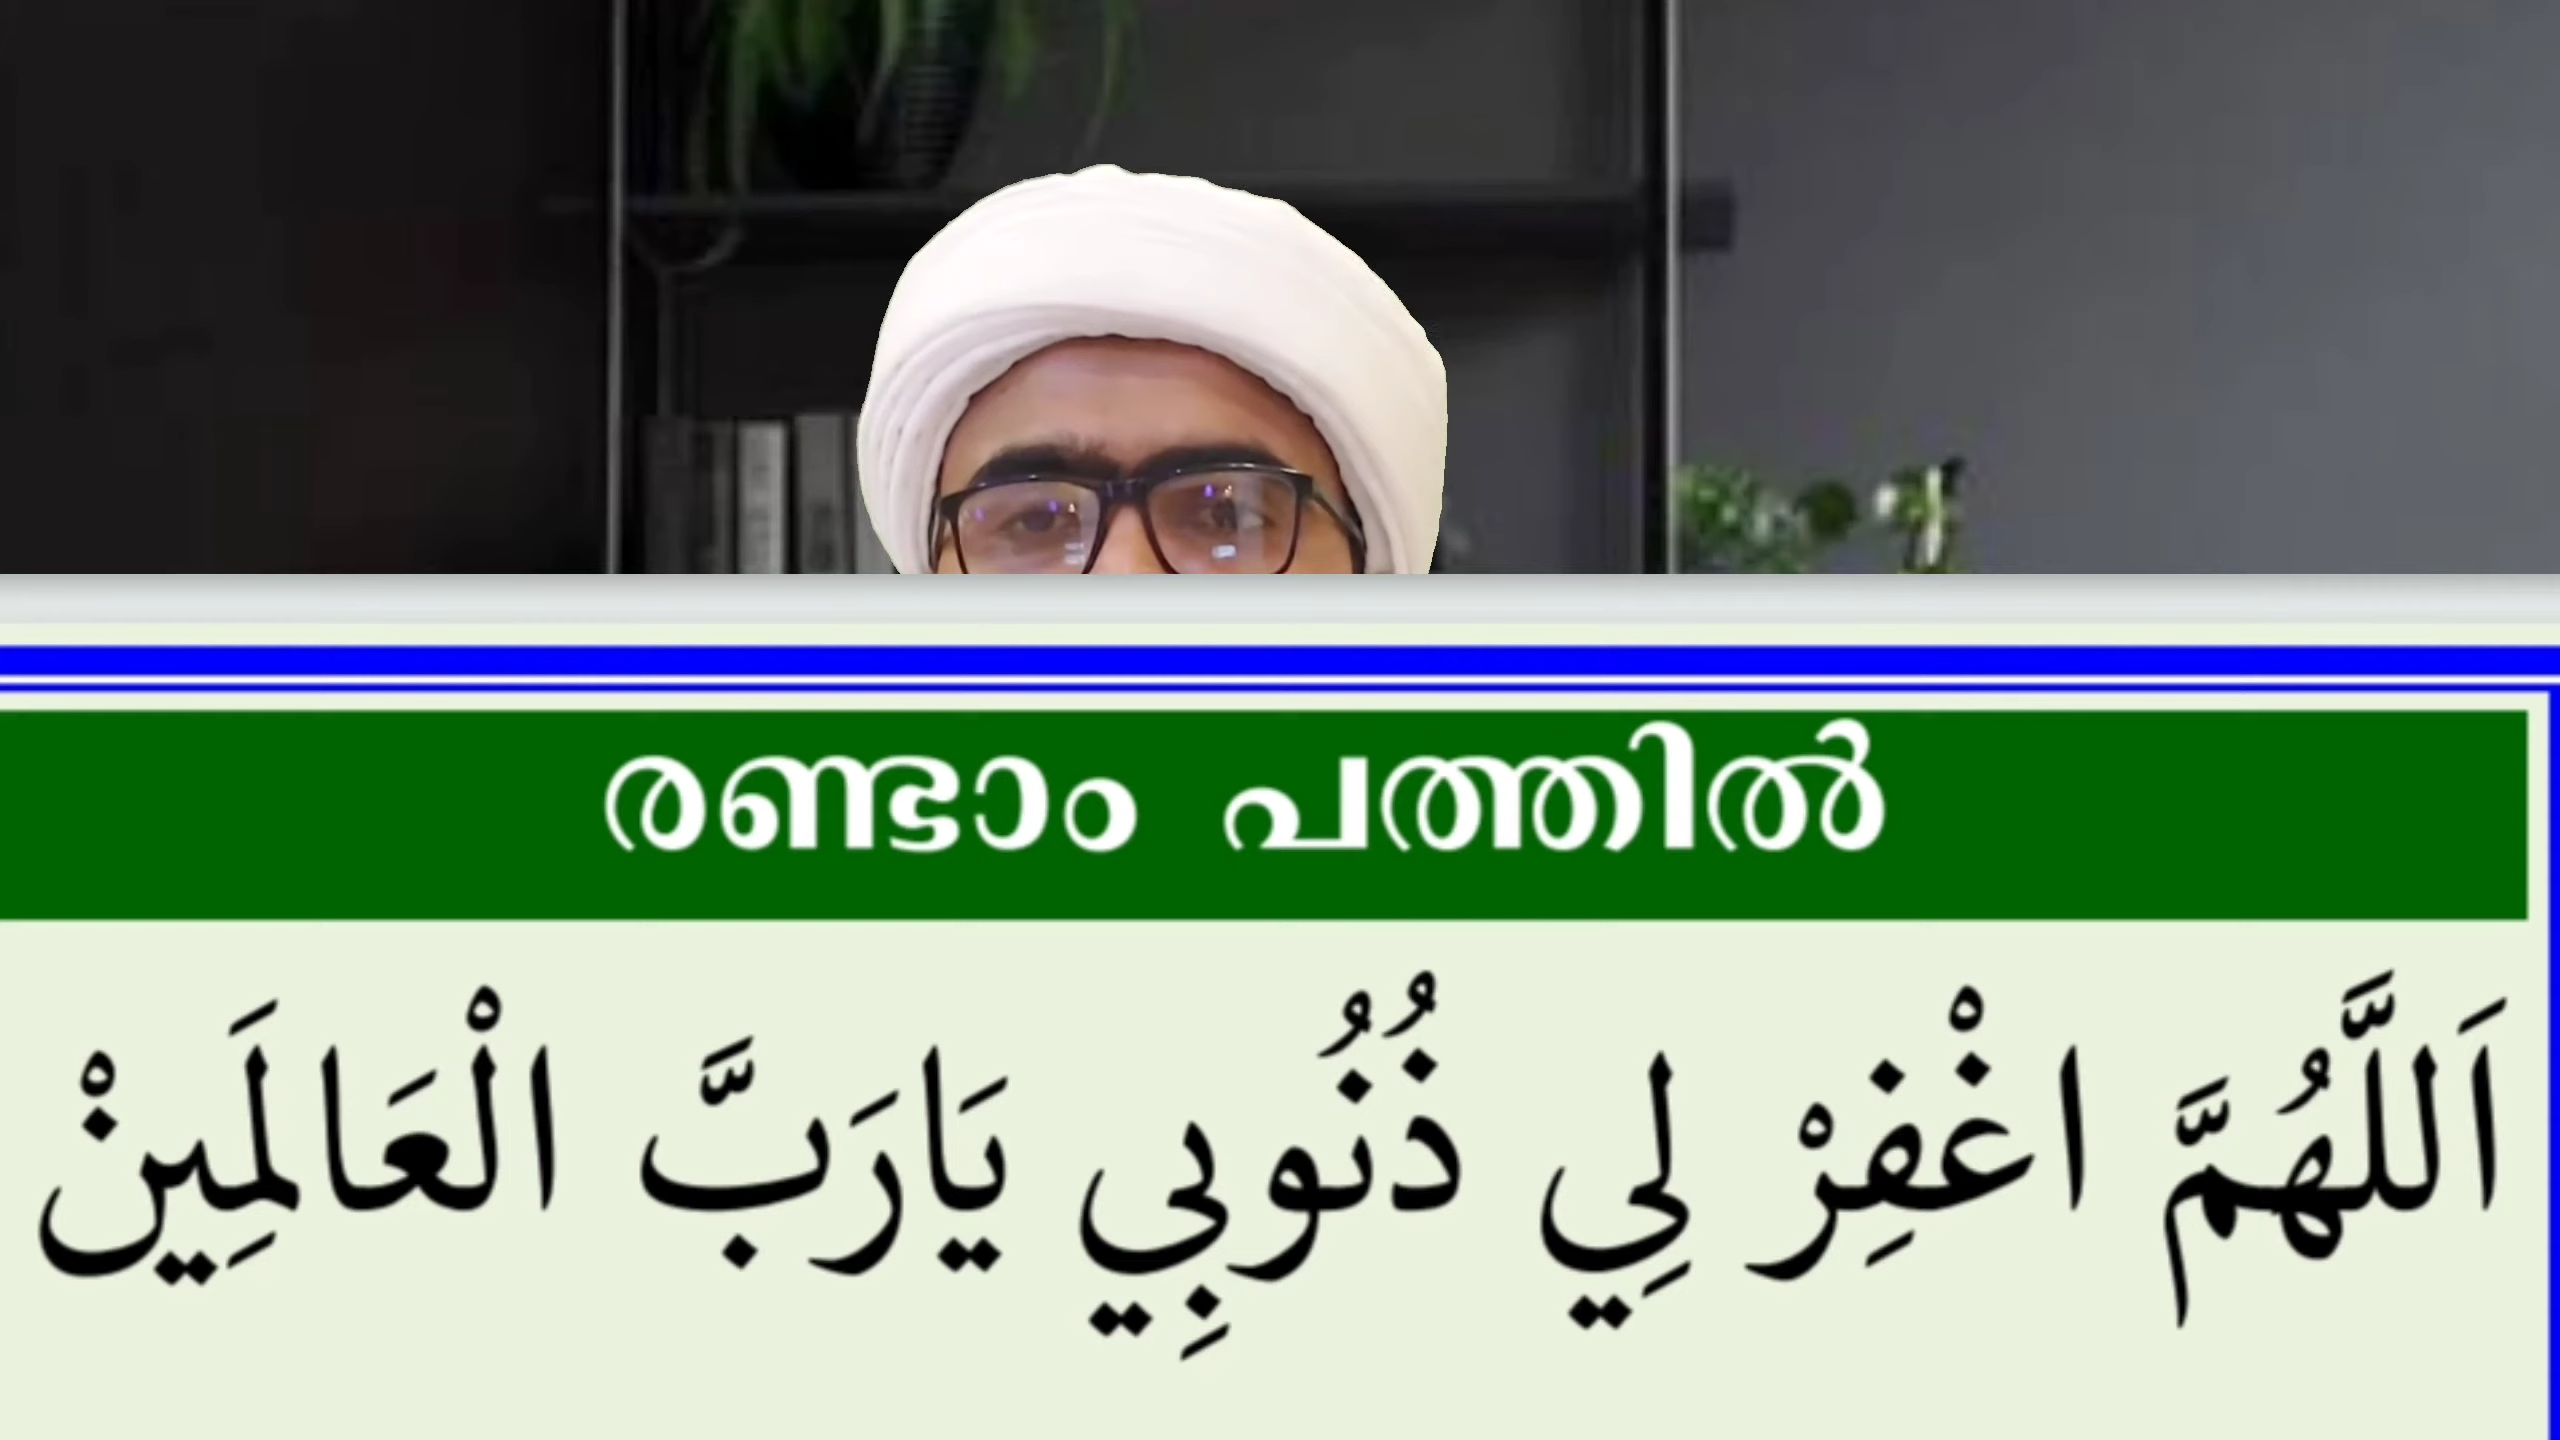 രണ്ടാം പത്തിൽ
اَللَّهُمَّ اغْفِرْ لِي ذُنُوبِي يَارَبَّ الْعَالَمِينْ